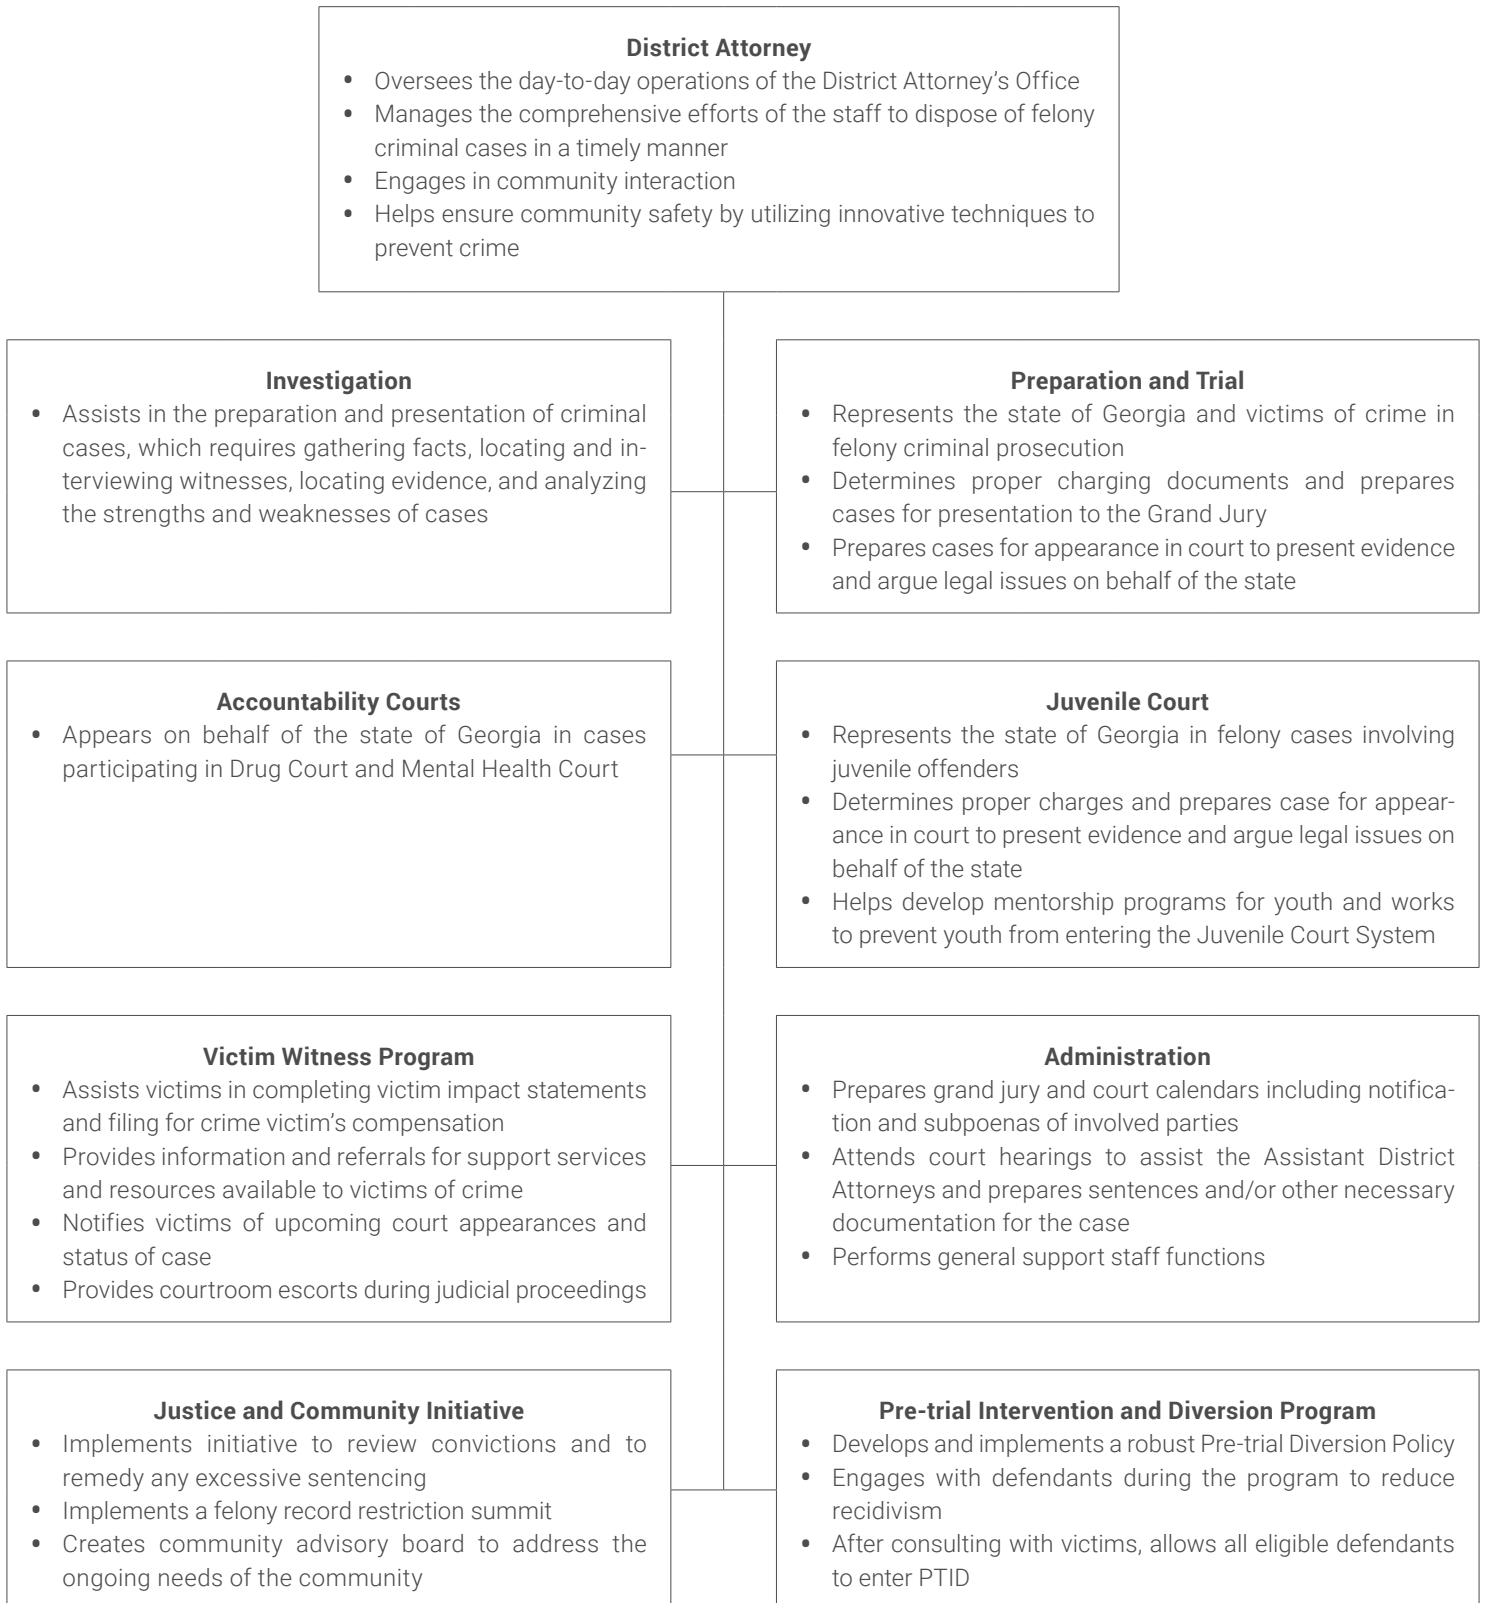 District Attorney
• Oversees the day-to-day operations of the District Attorney’s Office
• Manages the comprehensive efforts of the staff to dispose of felony
criminal cases in a timely manner
• Engages in community interaction
• Helps ensure community safety by utilizing innovative techniques to
prevent crime
Investigation
• Assists in the preparation and presentation of criminal
cases, which requires gathering facts, locating and in-
terviewing witnesses, locating evidence, and analyzing
the strengths and weaknesses of cases
Preparation and Trial
• Represents the state of Georgia and victims of crime in
felony criminal prosecution
• Determines proper charging documents and prepares
cases for presentation to the Grand Jury
• Prepares cases for appearance in court to present evidence
and argue legal issues on behalf of the state
Accountability Courts
• Appears on behalf of the state of Georgia in cases
participating in Drug Court and Mental Health Court
Juvenile Court
• Represents the state of Georgia in felony cases involving
juvenile offenders
• Determines proper charges and prepares case for appear-
ance in court to present evidence and argue legal issues on
behalf of the state
• Helps develop mentorship programs for youth and works
to prevent youth from entering the Juvenile Court System
Victim Witness Program
• Assists victims in completing victim impact statements
and filing for crime victim’s compensation
• Provides information and referrals for support services
and resources available to victims of crime
• Notifies victims of upcoming court appearances and
status of case
• Provides courtroom escorts during judicial proceedings
Administration
• Prepares grand jury and court calendars including notifica-
tion and subpoenas of involved parties
• Attends court hearings to assist the Assistant District
Attorneys and prepares sentences and/or other necessary
documentation for the case
• Performs general support staff functions
Justice and Community Initiative
• Implements initiative to review convictions and to
remedy any excessive sentencing
• Implements a felony record restriction summit
• Creates community advisory board to address the
ongoing needs of the community
Pre-trial Intervention and Diversion Program
• Develops and implements a robust Pre-trial Diversion Policy
• Engages with defendants during the program to reduce
recidivism
• After consulting with victims, allows all eligible defendants
to enter PTID